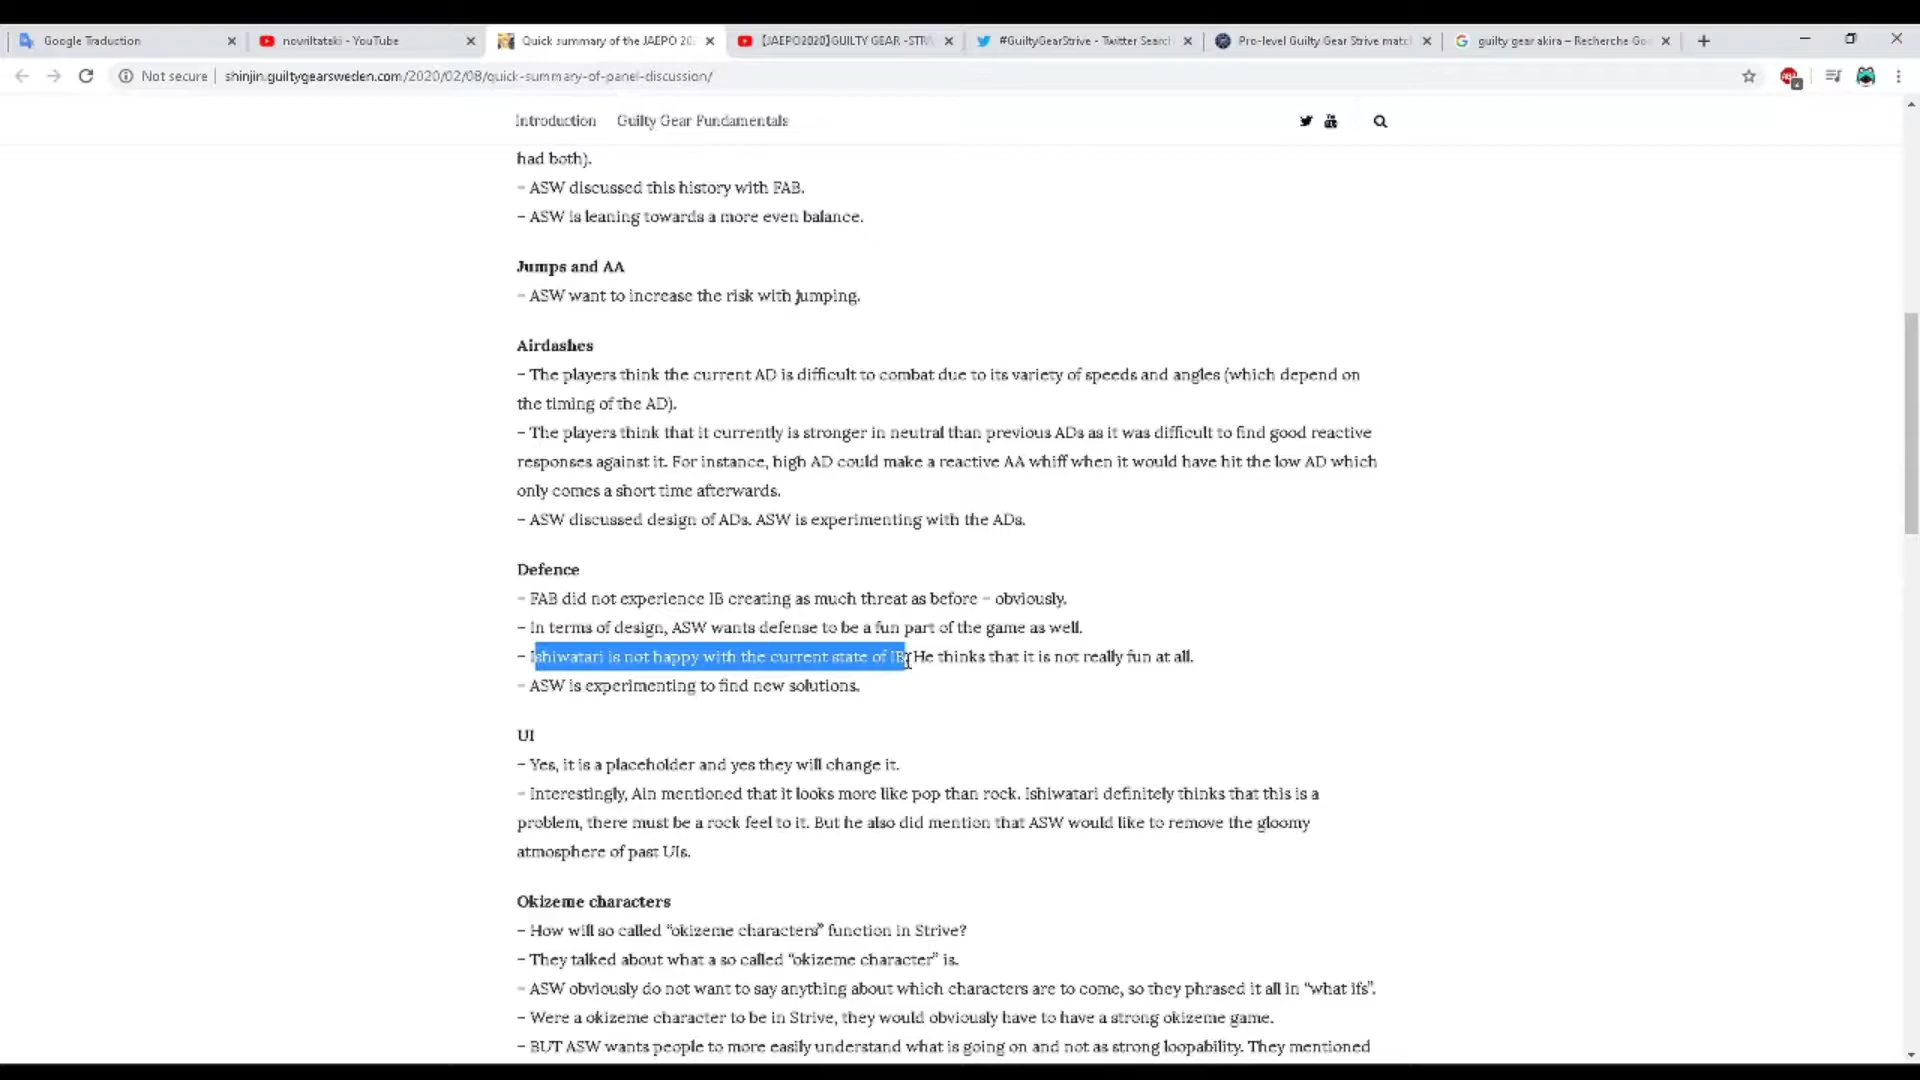 Google Traduction
novriltataki - YouTube
Quick summary of the JAEPO 20
【JAEPO2020】GUILTY GEAR -STRIV
#GuiltyGearStrive - Twitter Search
Pro-level Guilty Gear Strive match
guilty gear akira – Recherche Goo
Not secure
shinjin.guiltygearsweden.com/2020/02/08/quick-summary-of-panel-discussion/
Introduction
Guilty Gear Fundamentals
had both).
– ASW discussed this history with FAB.
– ASW is leaning towards a more even balance.
Jumps and AA
– ASW want to increase the risk with jumping.
Airdashes
– The players think the current AD is difficult to combat due to its variety of speeds and angles (which depend on
the timing of the AD).
– The players think that it currently is stronger in neutral than previous ADs as it was difficult to find good reactive
responses against it. For instance, high AD could make a reactive AA whiff when it would have hit the low AD which
only comes a short time afterwards.
– ASW discussed design of ADs. ASW is experimenting with the ADs.
Defence
– FAB did not experience IB creating as much threat as before – obviously.
– In terms of design, ASW wants defense to be a fun part of the game as well.
– Ishiwatari is not happy with the current state of IB. He thinks that it is not really fun at all.
– ASW is experimenting to find new solutions.
UI
– Yes, it is a placeholder and yes they will change it.
– Interestingly, Ain mentioned that it looks more like pop than rock. Ishiwatari definitely thinks that this is a
problem, there must be a rock feel to it. But he also did mention that ASW would like to remove the gloomy
atmosphere of past UIs.
Okizeme characters
– How will so called “okizeme characters” function in Strive?
– They talked about what a so called “okizeme character” is.
– ASW obviously do not want to say anything about which characters are to come, so they phrased it all in “what ifs”.
– Were a okizeme character to be in Strive, they would obviously have to have a strong okizeme game.
– BUT ASW wants people to more easily understand what is going on and not as strong loopability. They mentioned